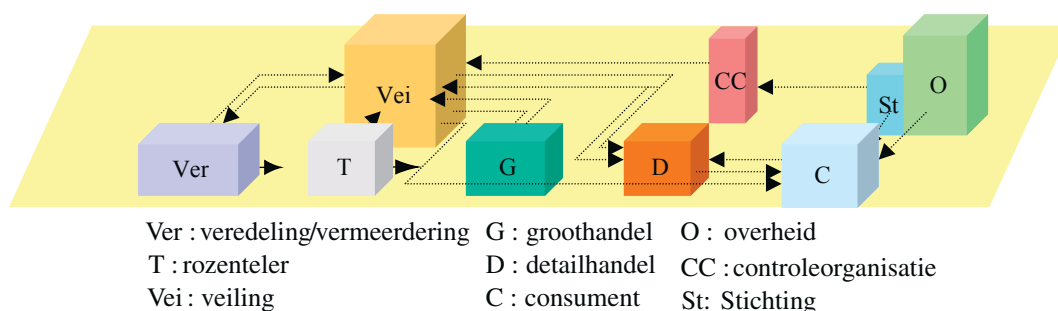 Vei
CC
St
O
Ver
T
G
D
C
Ver : veredeling/vermeerdering
T : rozenteler
Vei : veiling
G : groothandel
D : detailhandel
C : consument
O : overheid
CC : controleorganisatie
St: Stichting